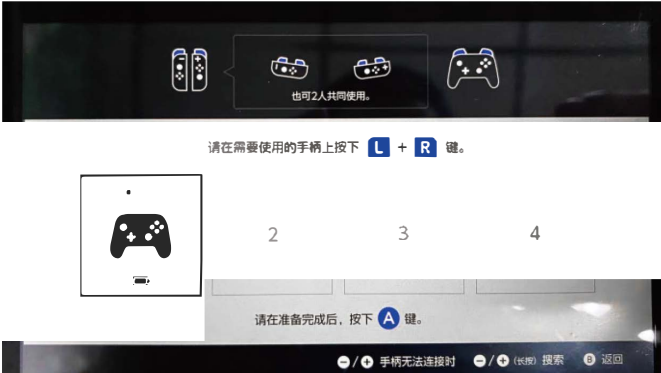 也可2人共同使用。
请在需要使用的手柄上按下 L + R 键。
2 3 4
请在准备完成后，按下 A 键。
⊖/⊕ 手柄无法连接时 ⊖/⊕ (长按) 搜索 B 返回